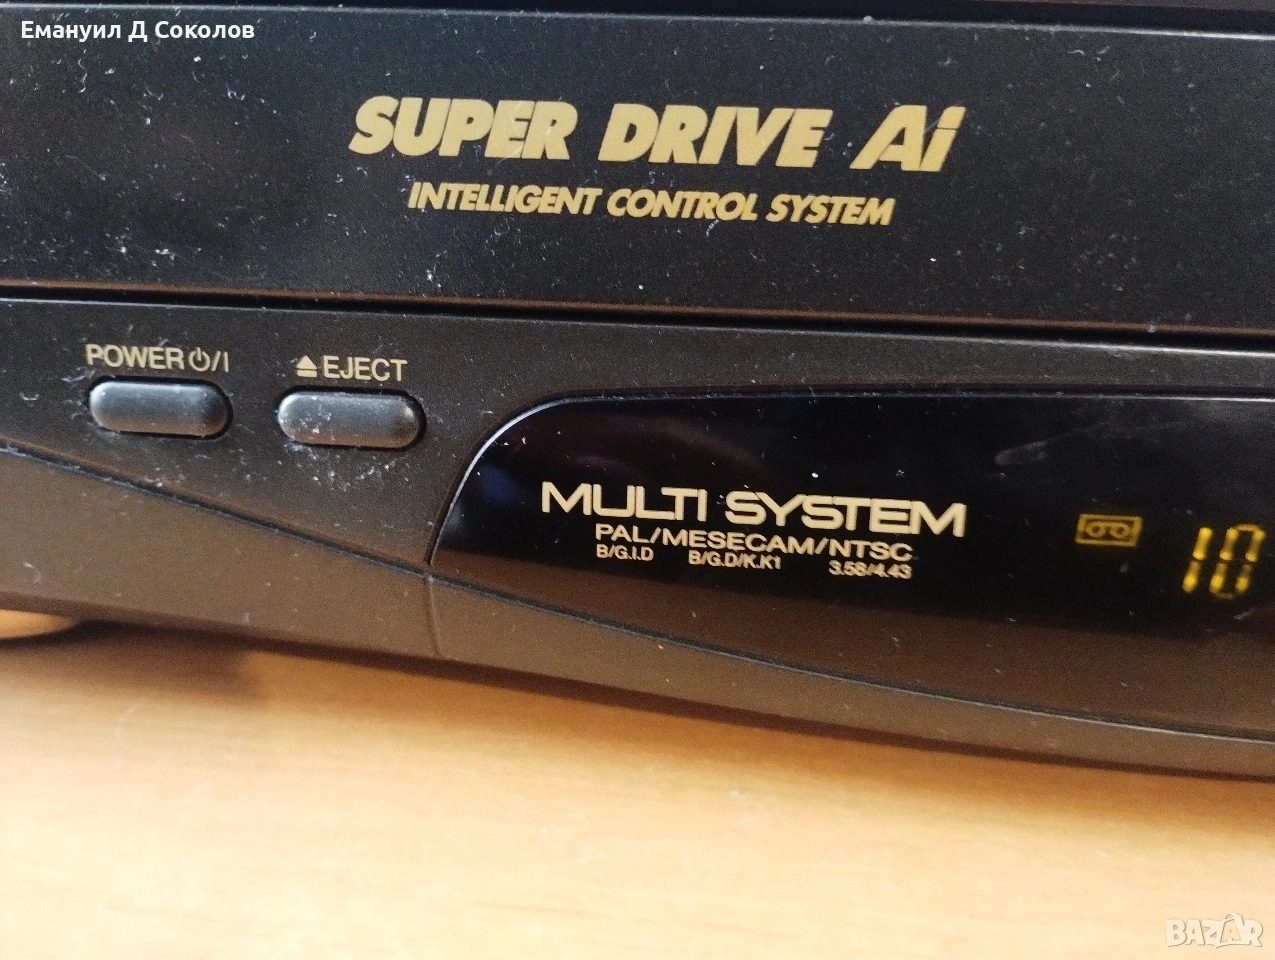 Емануил Д Соколов
SUPER DRIVE Ai
INTELLIGENT CONTROL SYSTEM
POWER ⏻/I
⏏ EJECT
MULTI SYSTEM
PAL/MESECAM/NTSC
B/G.I.D B/G.D/K.K1 3.58/4.43
10
BAZAR